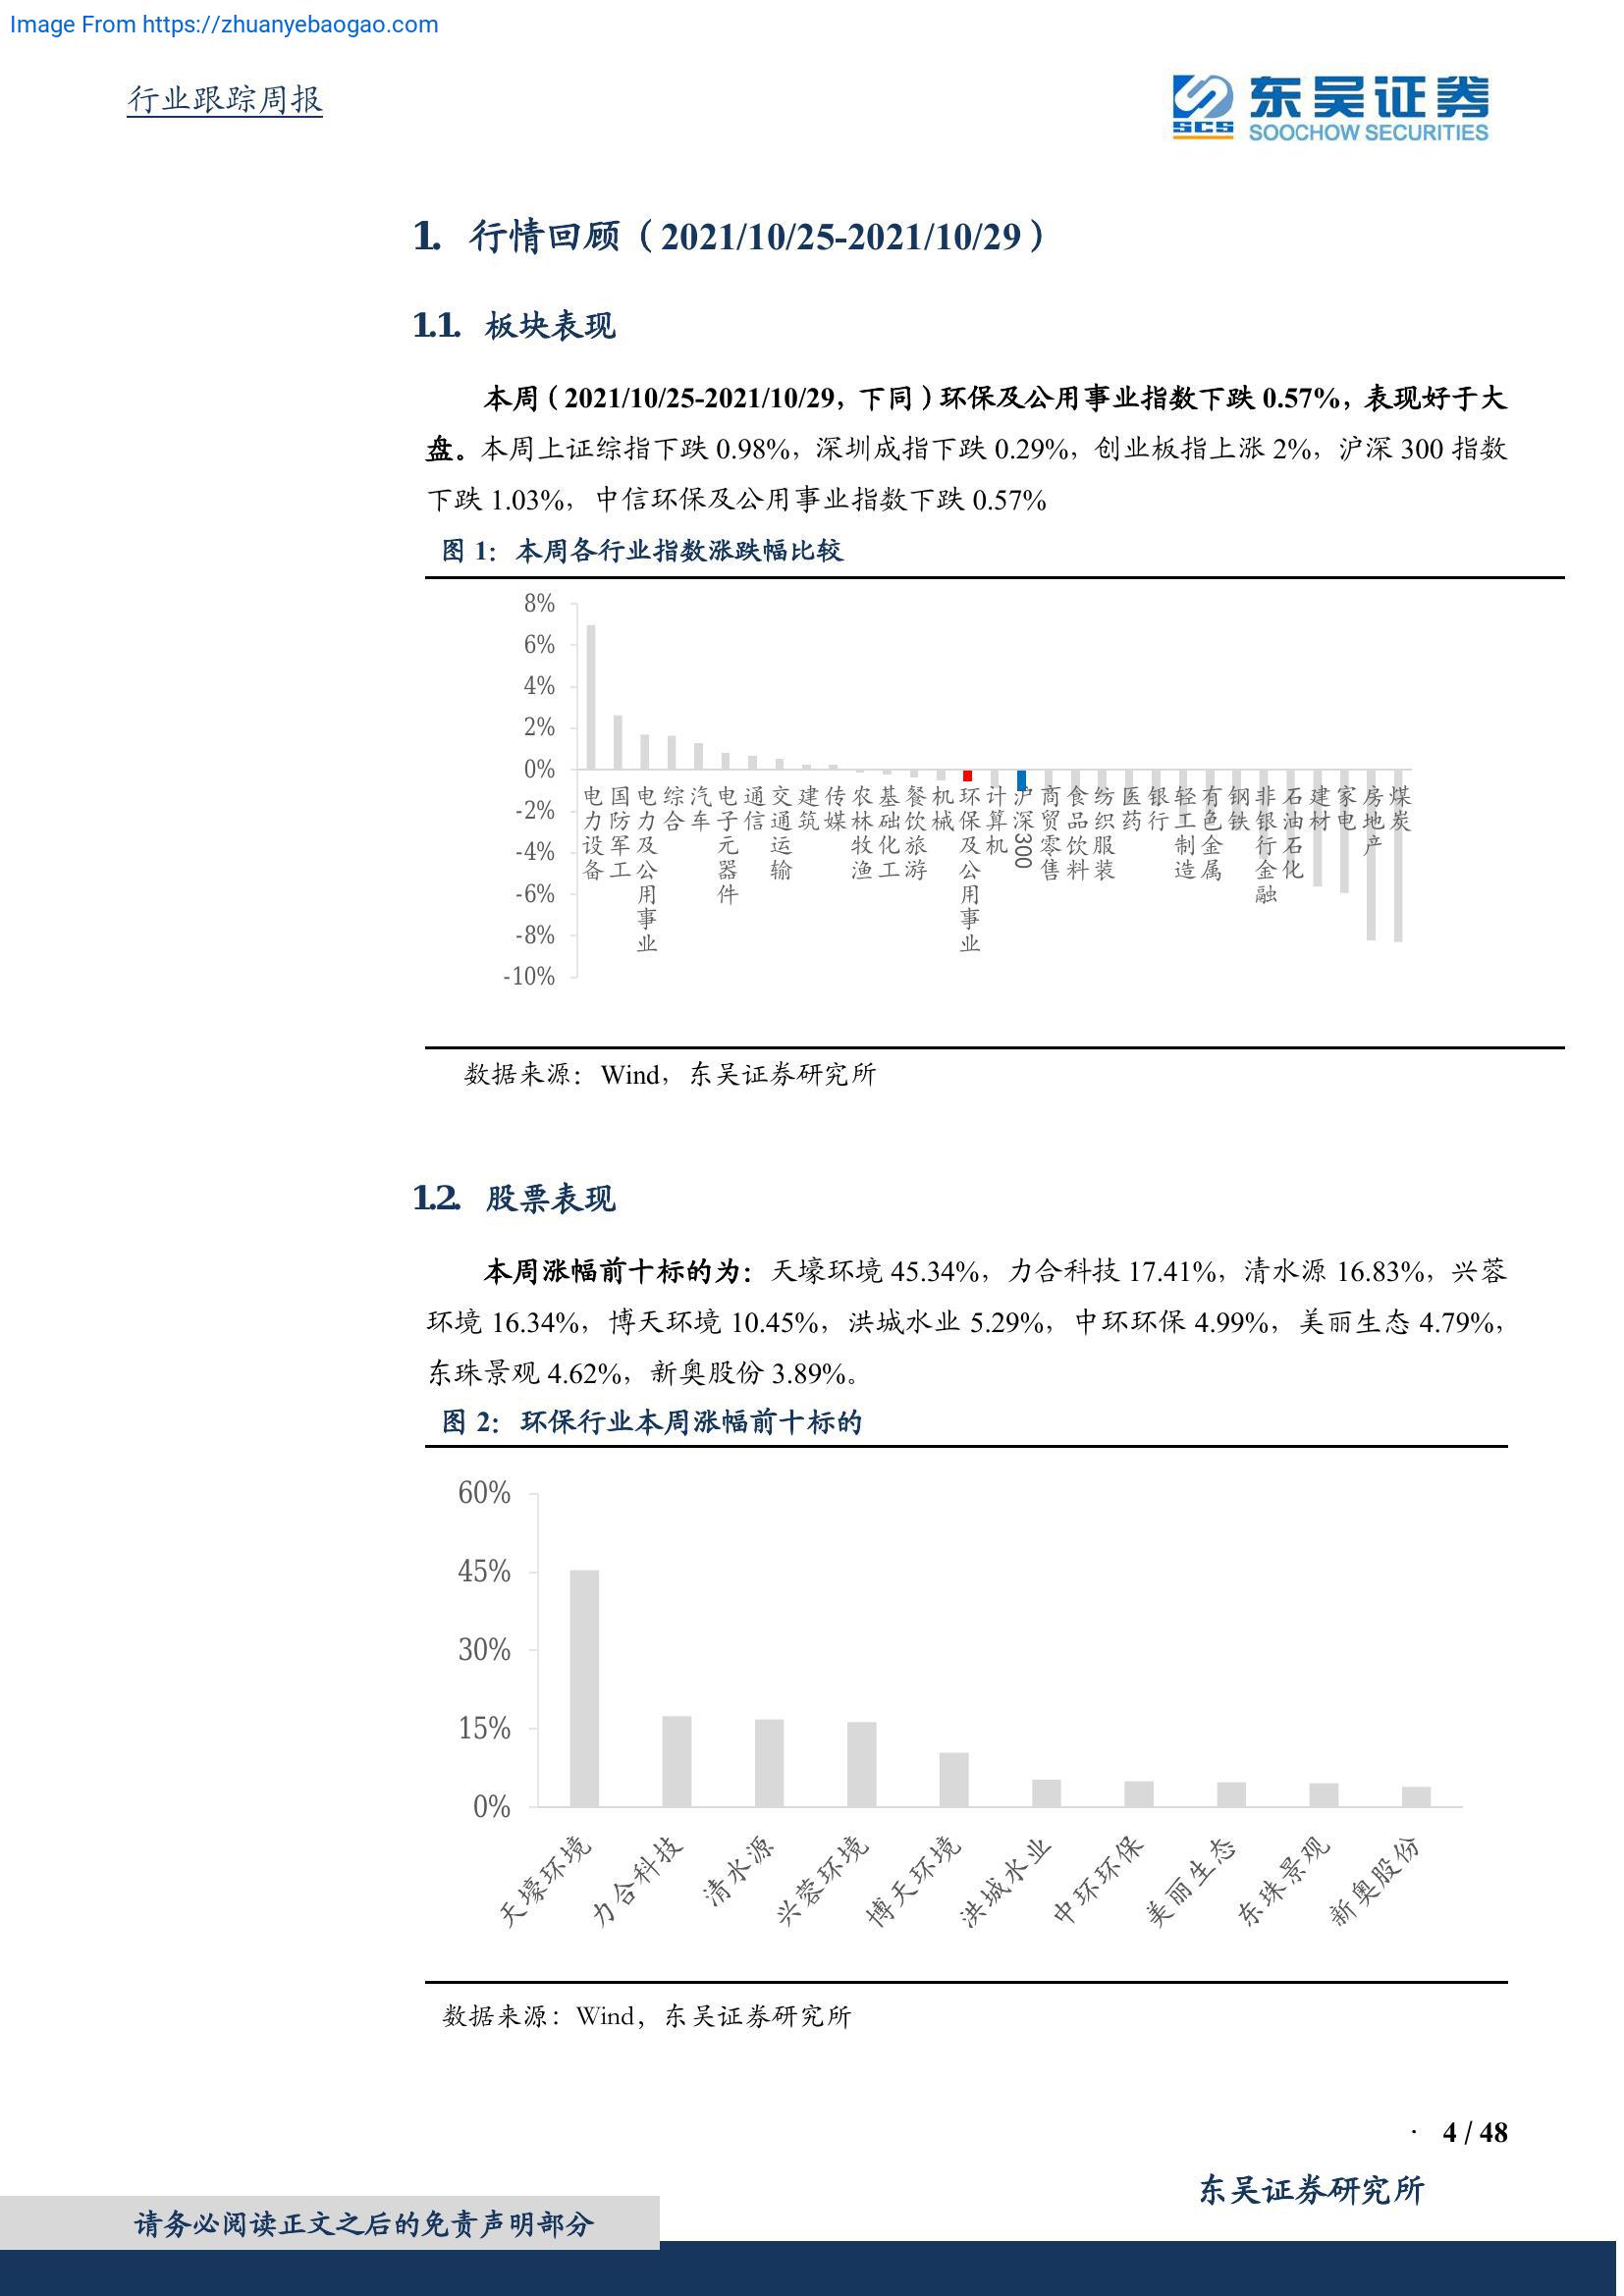 Image From https://zhuanyebaogao.com
行业跟踪周报
东吴证券
SCS
SOOCHOW SECURITIES
1. 行情回顾（2021/10/25-2021/10/29）
1.1. 板块表现
本周（2021/10/25-2021/10/29，下同）环保及公用事业指数下跌 0.57%，表现好于大
盘。本周上证综指下跌 0.98%，深圳成指下跌 0.29%，创业板指上涨 2%，沪深 300 指数
下跌 1.03%，中信环保及公用事业指数下跌 0.57%
图 1：本周各行业指数涨跌幅比较
8%
6%
4%
2%
0%
-2%
-4%
-6%
-8%
-10%
电力设备
国防军工
电力及公用事业
综合
汽车
电子元器件
通信
交通运输
建筑
传媒
农林牧渔
基础化工
餐饮旅游
机械
环保及公用事业
计算机
沪深300
商贸零售
食品饮料
纺织服装
医药
银行
轻工制造
有色金属
钢铁
非银行金融
石油石化
建材
家电
房地产
煤炭
数据来源：Wind，东吴证券研究所
1.2. 股票表现
本周涨幅前十标的为：天壕环境 45.34%，力合科技 17.41%，清水源 16.83%，兴蓉
环境 16.34%，博天环境 10.45%，洪城水业 5.29%，中环环保 4.99%，美丽生态 4.79%，
东珠景观 4.62%，新奥股份 3.89%。
图 2：环保行业本周涨幅前十标的
60%
45%
30%
15%
0%
天壕环境
力合科技
清水源
兴蓉环境
博天环境
洪城水业
中环环保
美丽生态
东珠景观
新奥股份
数据来源：Wind，东吴证券研究所
· 4 / 48
东吴证券研究所
请务必阅读正文之后的免责声明部分